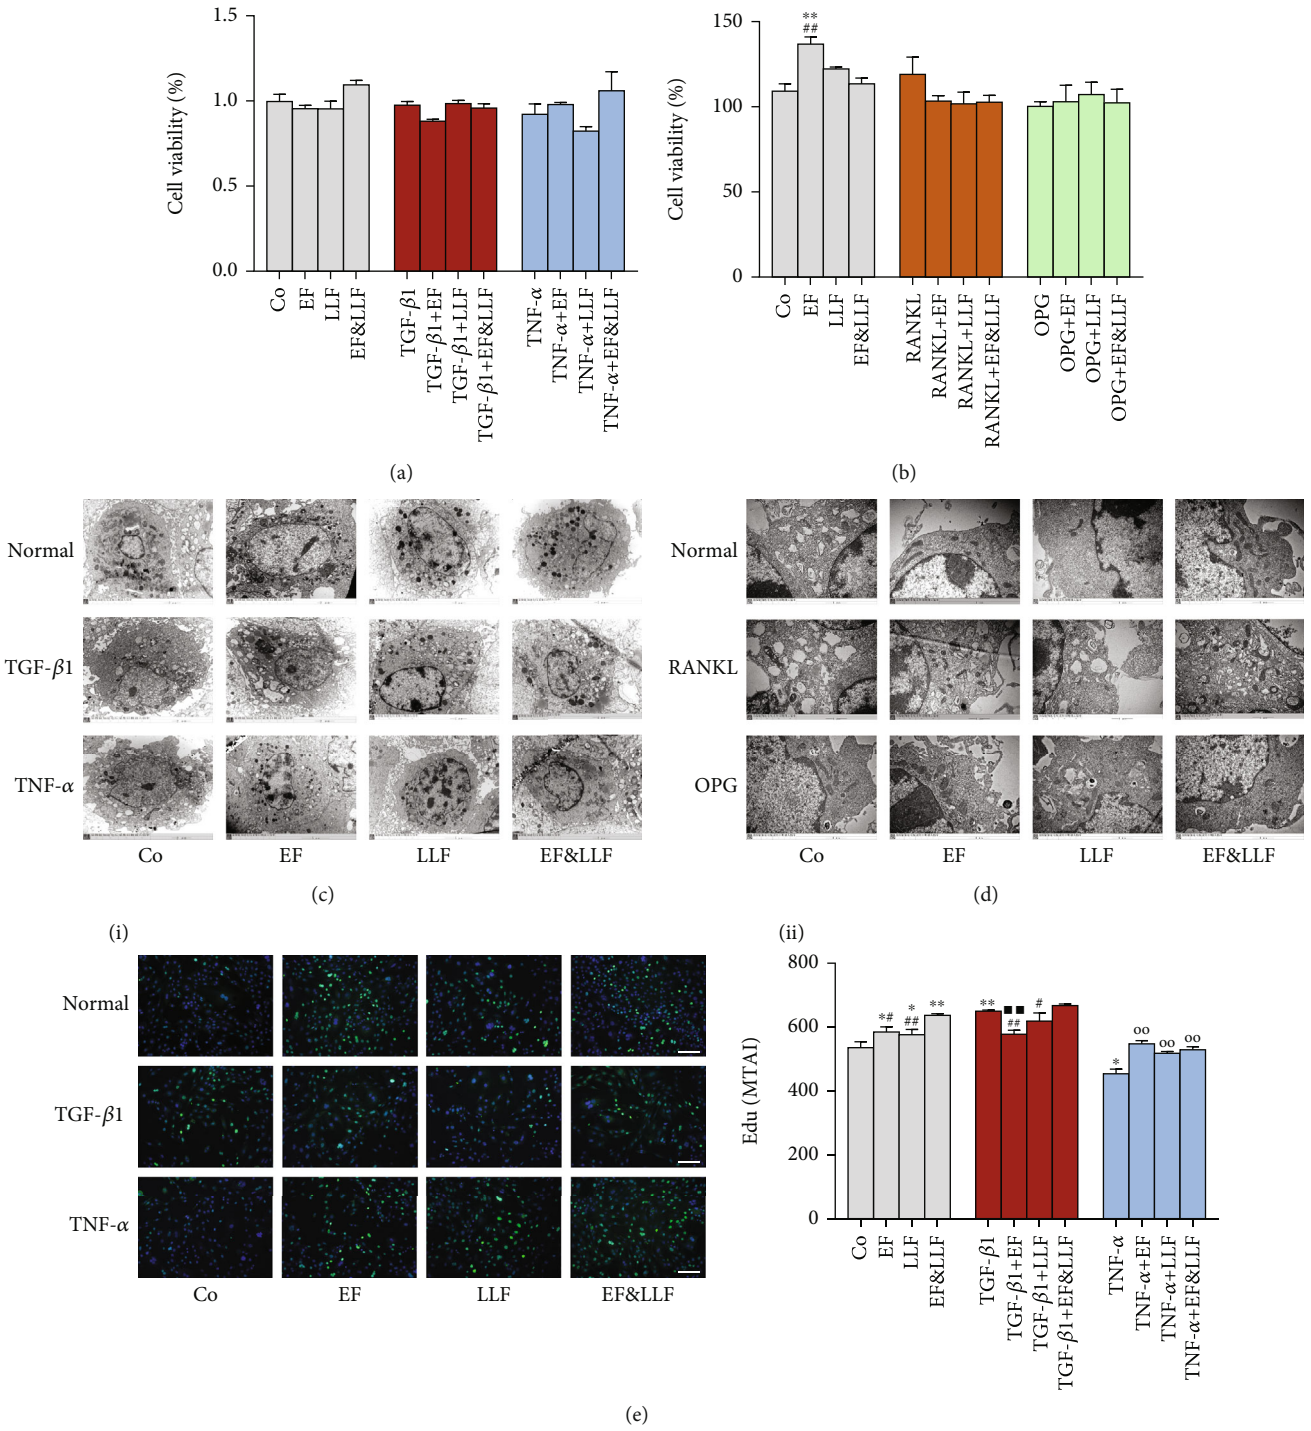 1.5
1.0
0.5
0.0
Cell viability (%)
Co
EF
LLF
EF&LLF
TGF-β1
TGF-β1+EF
TGF-β1+LLF
TGF-β1+EF&LLF
TNF-α
TNF-α+EF
TNF-α+LLF
TNF-α+EF&LLF
(a)
150
100
50
0
Cell viability (%)
**
##
Co
EF
LLF
EF&LLF
RANKL
RANKL+EF
RANKL+LLF
RANKL+EF&LLF
OPG
OPG+EF
OPG+LLF
OPG+EF&LLF
(b)
Normal
TGF-β1
TNF-α
Co EF LLF EF&LLF
(c)
Normal
RANKL
OPG
Co EF LLF EF&LLF
(d)
(i)
Normal
TGF-β1
TNF-α
Co EF LLF EF&LLF
(ii)
800
600
400
200
0
Edu (MTAI)
*#
*
##
**
**
■■
##
#
*
oo
oo
oo
Co
EF
LLF
EF&LLF
TGF-β1
TGF-β1+EF
TGF-β1+LLF
TGF-β1+EF&LLF
TNF-α
TNF-α+EF
TNF-α+LLF
TNF-α+EF&LLF
(e)